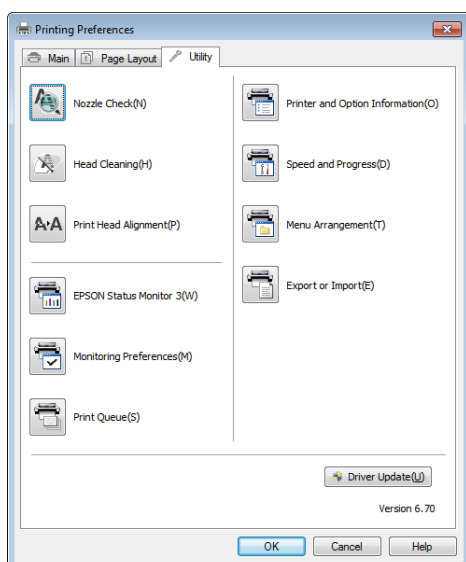 Printing Preferences
Main
Page Layout
Utility
Nozzle Check(N)
Head Cleaning(H)
A A
Print Head Alignment(P)
EPSON Status Monitor 3(W)
Monitoring Preferences(M)
Print Queue(S)
Printer and Option Information(O)
Speed and Progress(D)
Menu Arrangement(T)
Export or Import(E)
Driver Update(U)
Version 6.70
OK
Cancel
Help